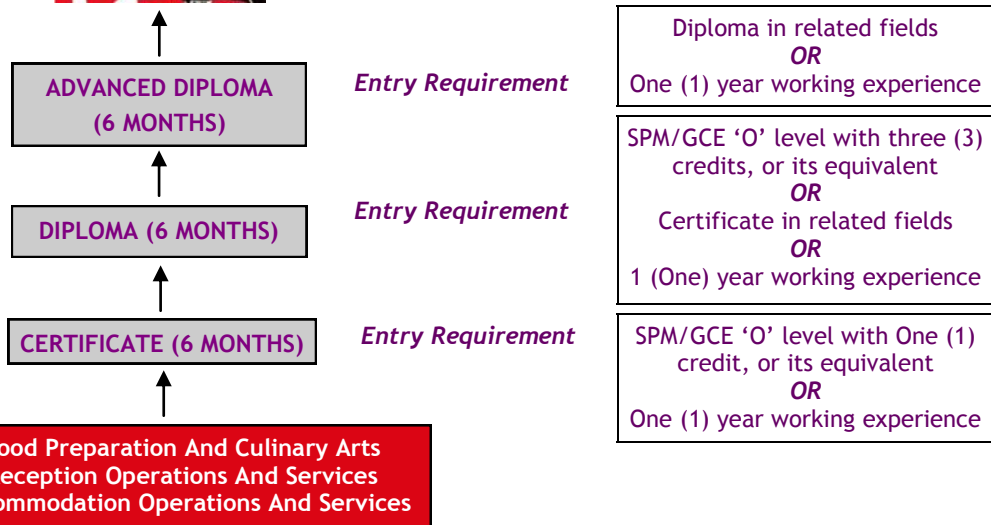 ADVANCED DIPLOMA
(6 MONTHS)
Entry Requirement
Diploma in related fields
OR
One (1) year working experience
DIPLOMA (6 MONTHS)
Entry Requirement
SPM/GCE ‘O’ level with three (3)
credits, or its equivalent
OR
Certificate in related fields
OR
1 (One) year working experience
CERTIFICATE (6 MONTHS)
Entry Requirement
SPM/GCE ‘O’ level with One (1)
credit, or its equivalent
OR
One (1) year working experience
ood Preparation And Culinary Arts
eception Operations And Services
ommodation Operations And Services